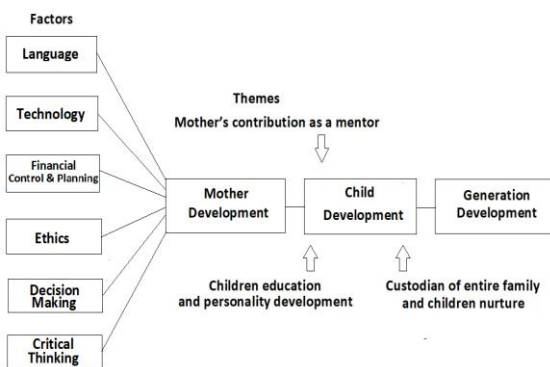 Factors
Language
Technology
Financial
Control & Planning
Ethics
Decision
Making
Critical
Thinking
Themes
Mother's contribution as a mentor
Mother
Development
Child
Development
Generation
Development
Children education
and personality development
Custodian of entire family
and children nurture